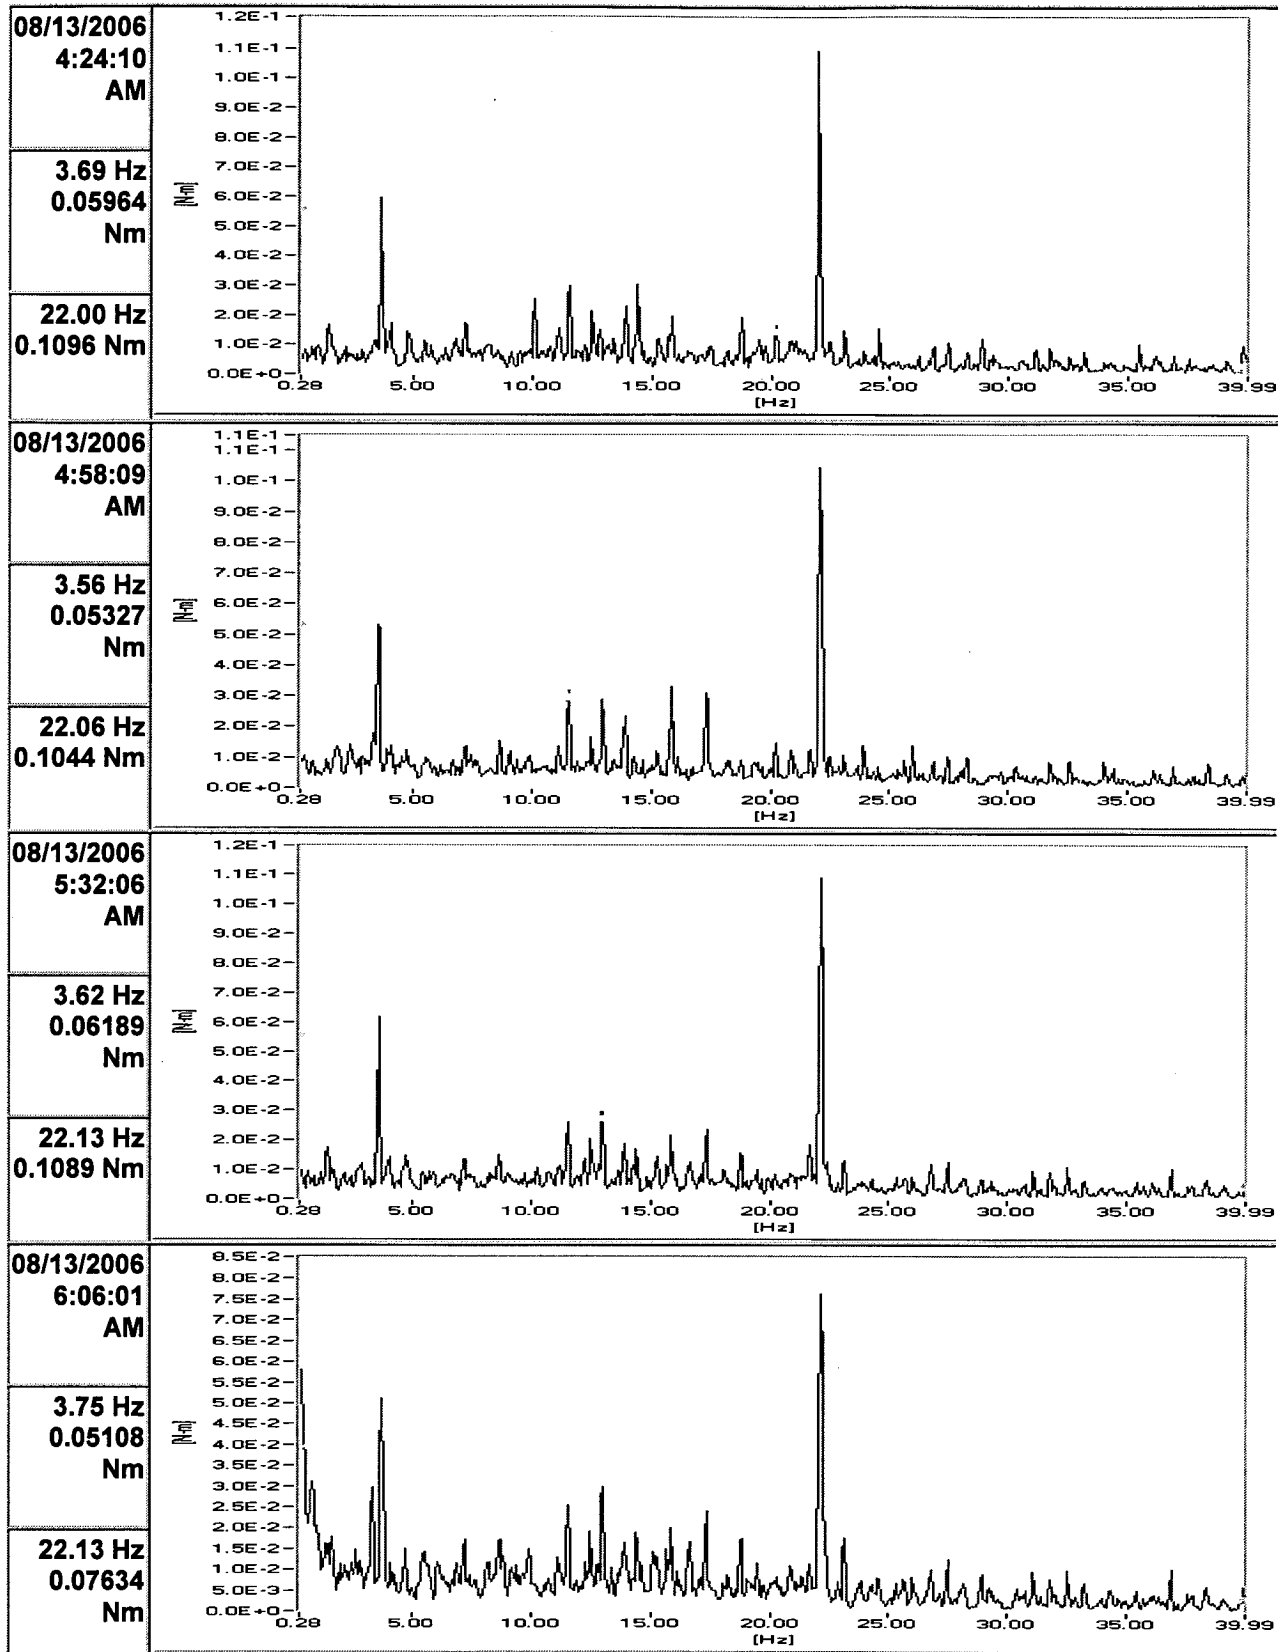 08/13/2006
4:24:10
AM
3.69 Hz
0.05964
Nm
22.00 Hz
0.1096 Nm
1.2E-1
1.1E-1
1.0E-1
9.0E-2
8.0E-2
7.0E-2
6.0E-2
5.0E-2
4.0E-2
3.0E-2
2.0E-2
1.0E-2
0.0E+0
[N-m]
0.28 5.00 10.00 15.00 20.00 25.00 30.00 35.00 39.99
[Hz]
08/13/2006
4:58:09
AM
3.56 Hz
0.05327
Nm
22.06 Hz
0.1044 Nm
1.1E-1
1.1E-1
1.0E-1
9.0E-2
8.0E-2
7.0E-2
6.0E-2
5.0E-2
4.0E-2
3.0E-2
2.0E-2
1.0E-2
0.0E+0
[N-m]
0.28 5.00 10.00 15.00 20.00 25.00 30.00 35.00 39.99
[Hz]
08/13/2006
5:32:06
AM
3.62 Hz
0.06189
Nm
22.13 Hz
0.1089 Nm
1.2E-1
1.1E-1
1.0E-1
9.0E-2
8.0E-2
7.0E-2
6.0E-2
5.0E-2
4.0E-2
3.0E-2
2.0E-2
1.0E-2
0.0E+0
[N-m]
0.28 5.00 10.00 15.00 20.00 25.00 30.00 35.00 39.99
[Hz]
08/13/2006
6:06:01
AM
3.75 Hz
0.05108
Nm
22.13 Hz
0.07634
Nm
8.5E-2
8.0E-2
7.5E-2
7.0E-2
6.5E-2
6.0E-2
5.5E-2
5.0E-2
4.5E-2
4.0E-2
3.5E-2
3.0E-2
2.5E-2
2.0E-2
1.5E-2
1.0E-2
5.0E-3
0.0E+0
[N-m]
0.28 5.00 10.00 15.00 20.00 25.00 30.00 35.00 39.99
[Hz]